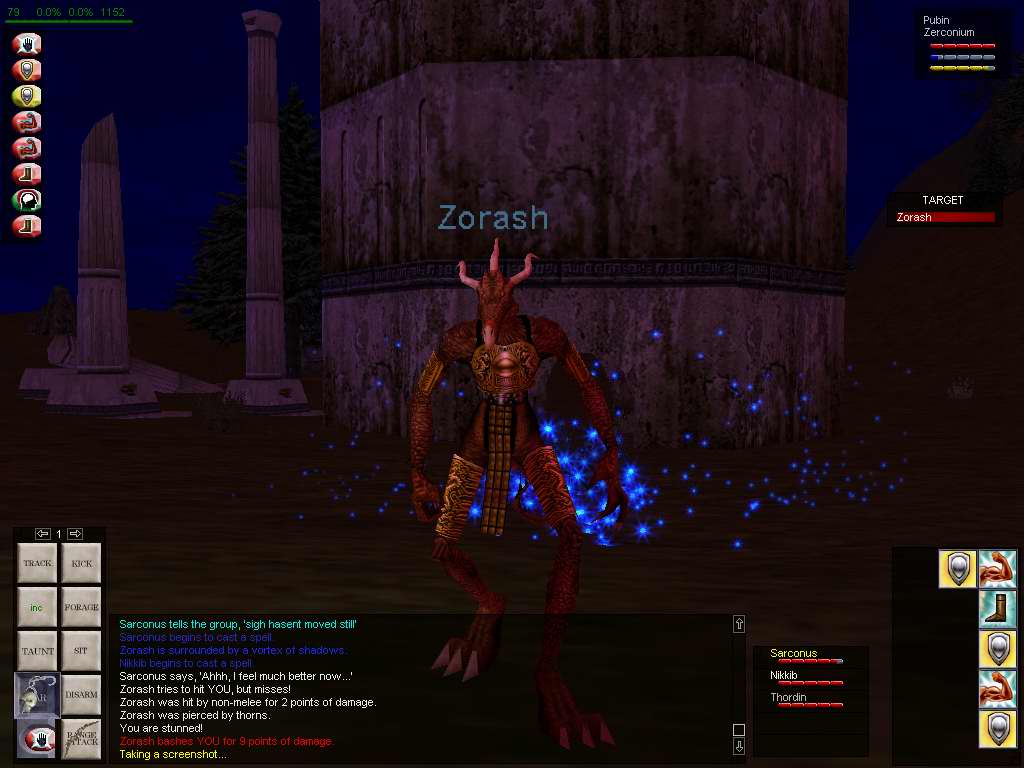 79 0.0% 0.0% 1152
Pubin
Zerconium
TARGET
Zorash
Zorash
1
TRACK KICK
inc FORAGE
TAUNT SIT
DISARM
RANGE ATTACK
Sarconus tells the group, 'sigh hasent moved still'
Sarconus begins to cast a spell.
Zorash is surrounded by a vortex of shadows.
Nikkib begins to cast a spell.
Sarconus says, 'Ahhh, I feel much better now...'
Zorash tries to hit YOU, but misses!
Zorash was hit by non-melee for 2 points of damage.
Zorash was pierced by thorns.
You are stunned!
Zorash bashes YOU for 9 points of damage.
Taking a screenshot...
Sarconus
Nikkib
Thordin